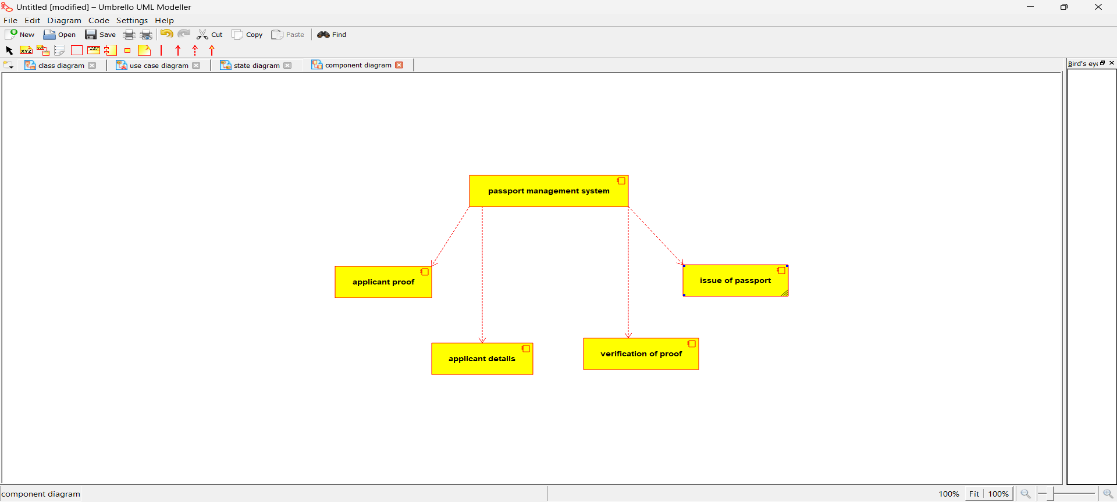 Untitled [modified] – Umbrello UML Modeller
File Edit Diagram Code Settings Help
New Open Save Cut Copy Paste Find
class diagram use case diagram state diagram component diagram
Bird's eye
passport management system
applicant proof
issue of passport
applicant details
verification of proof
component diagram
100% Fit 100%